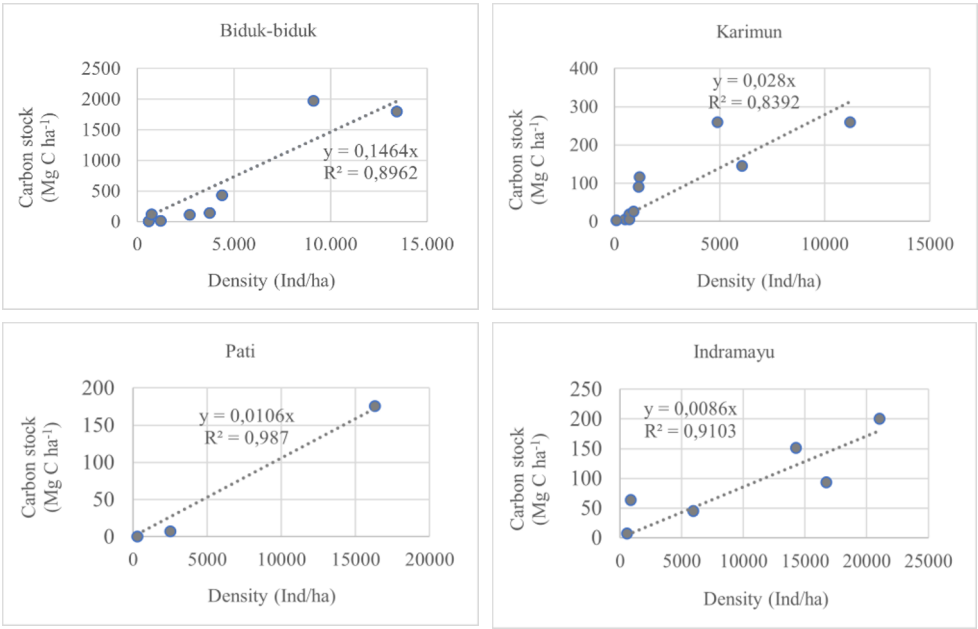 Biduk-biduk
Carbon stock
(Mg C ha⁻¹)
2500
2000
1500
1000
500
0
y = 0,1464x
R² = 0,8962
0 5.000 10.000 15.000
Density (Ind/ha)
Karimun
Carbon stock
(Mg C ha⁻¹)
400
300
200
100
0
y = 0,028x
R² = 0,8392
0 5000 10000 15000
Density (Ind/ha)
Pati
Carbon stock
(Mg C ha⁻¹)
200
150
100
50
0
y = 0,0106x
R² = 0,987
0 5000 10000 15000 20000
Density (Ind/ha)
Indramayu
Carbon stock
(Mg C ha⁻¹)
250
200
150
100
50
0
y = 0,0086x
R² = 0,9103
0 5000 10000 15000 20000 25000
Density (Ind/ha)